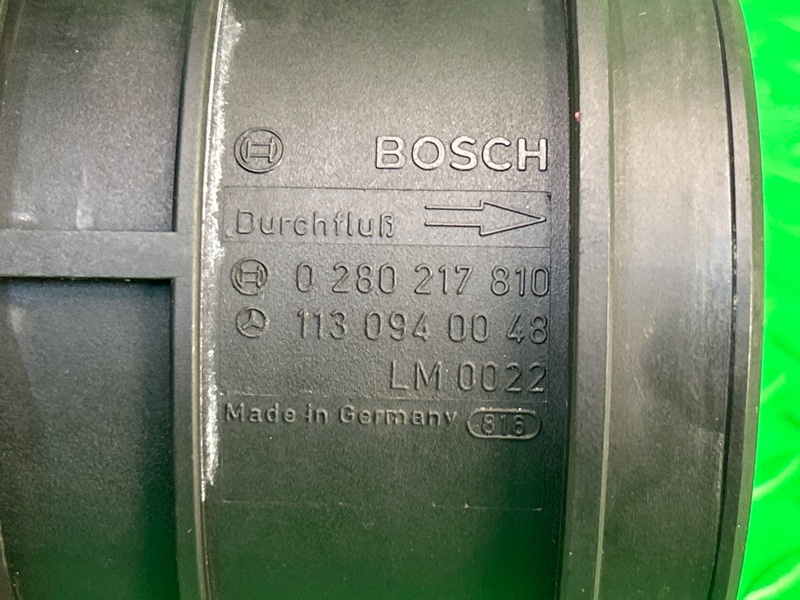 BOSCH
Durchfluß
0 280 217 810
113 094 00 48
LM 0022
Made in Germany 816